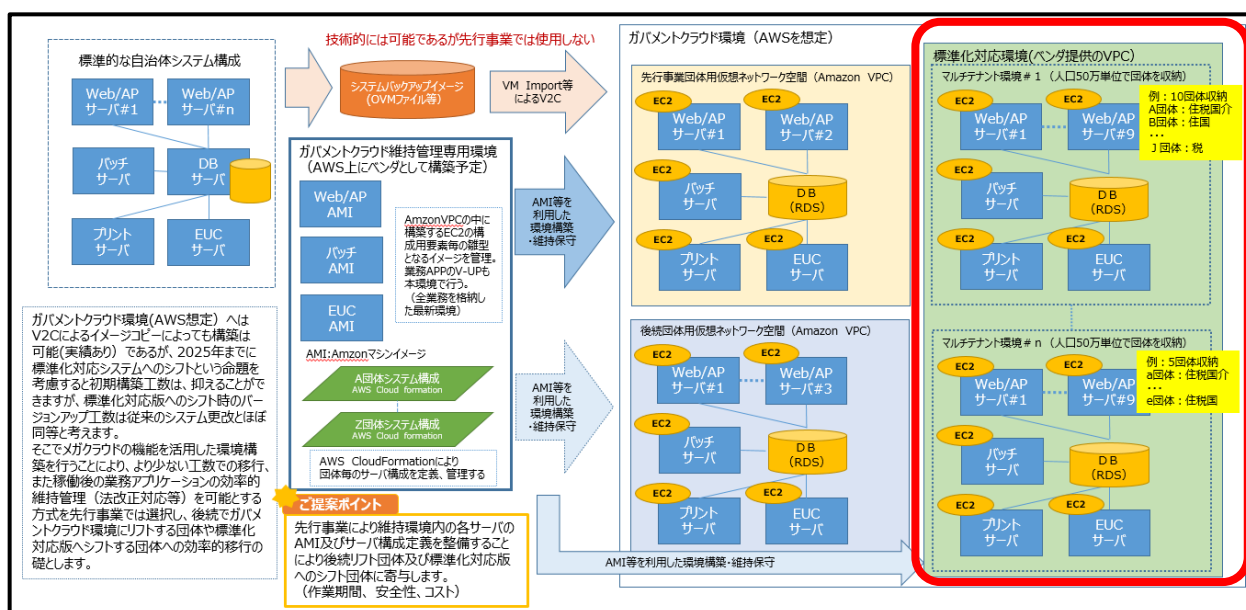 標準的な自治体システム構成
Web/AP
サーバ#1
Web/AP
サーバ#n
バッチ
サーバ
DB
サーバ
プリント
サーバ
EUC
サーバ
ガバメントクラウド環境(AWS想定)へは
V2Cによるイメージコピーによっても構築は
可能(実績あり)であるが、2025年までに
標準化対応システムへのシフトという命題を
考慮すると初期構築工数は、抑えることがで
きますが、標準化対応版へのシフト時のバー
ジョンアップ工数は従来のシステム更改とほぼ
同等と考えます。
そこでメガクラウドの機能を活用した環境構
築を行うことにより、より少ない工数での移行、
また稼働後の業務アプリケーションの効率的
維持管理(法改正対応等)を可能とする
方式を先行事業では選択し、後続でガバメ
ントクラウド環境にリフトする団体や標準化
対応版へシフトする団体への効率的移行の
礎とします。
技術的には可能であるが先行事業では使用しない
システムバックアップイメージ
(OVMファイル等)
VM Import等
によるV2C
ガバメントクラウド維持管理専用環境
(AWS上にベンダとして構築予定)
Web/AP
AMI
バッチ
AMI
EUC
AMI
AmzonVPCの中に
構築するEC2の構
成用要素毎の雛型
となるイメージを管理。
業務APPのV-UPも
本環境で行う。
(全業務を格納し
た最新環境)
AMI:Amzonマシンイメージ
A団体システム構成
AWS Cloud formation
Z団体システム構成
AWS Cloud formation
AWS CloudFormationにより
団体毎のサーバ構成を定義、管理する
AMI等を
利用した
環境構築
・維持保守
AMI等を
利用した
環境構築
・維持保守
ご提案ポイント
先行事業により維持環境内の各サーバの
AMI及びサーバ構成定義を整備すること
により後続リフト団体及び標準化対応版
へのシフト団体に寄与します。
(作業期間、安全性、コスト)
AMI等を利用した環境構築・維持保守
ガバメントクラウド環境(AWSを想定)
先行事業団体用仮想ネットワーク空間(Amazon VPC)
EC2
Web/AP
サーバ#1
EC2
Web/AP
サーバ#2
EC2
バッチ
サーバ
DB
(RDS)
EC2
プリント
サーバ
EC2
EUC
サーバ
後続団体用仮想ネットワーク空間(Amazon VPC)
EC2
Web/AP
サーバ#1
EC2
Web/AP
サーバ#3
EC2
バッチ
サーバ
DB
(RDS)
EC2
プリント
サーバ
EC2
EUC
サーバ
標準化対応環境(ベンダ提供のVPC)
マルチテナント環境#1(人口50万単位で団体を収納)
EC2
Web/AP
サーバ#1
EC2
Web/AP
サーバ#9
例:10団体収納
A団体:住税国介
B団体:住国
・・・
J団体:税
EC2
バッチ
サーバ
DB
(RDS)
EC2
プリント
サーバ
EC2
EUC
サーバ
マルチテナント環境#n(人口50万単位で団体を収納)
EC2
Web/AP
サーバ#1
EC2
Web/AP
サーバ#9
例:5団体収納
a団体:住税国介
・・・
e団体:住税国
EC2
バッチ
サーバ
DB
(RDS)
EC2
プリント
サーバ
EC2
EUC
サーバ